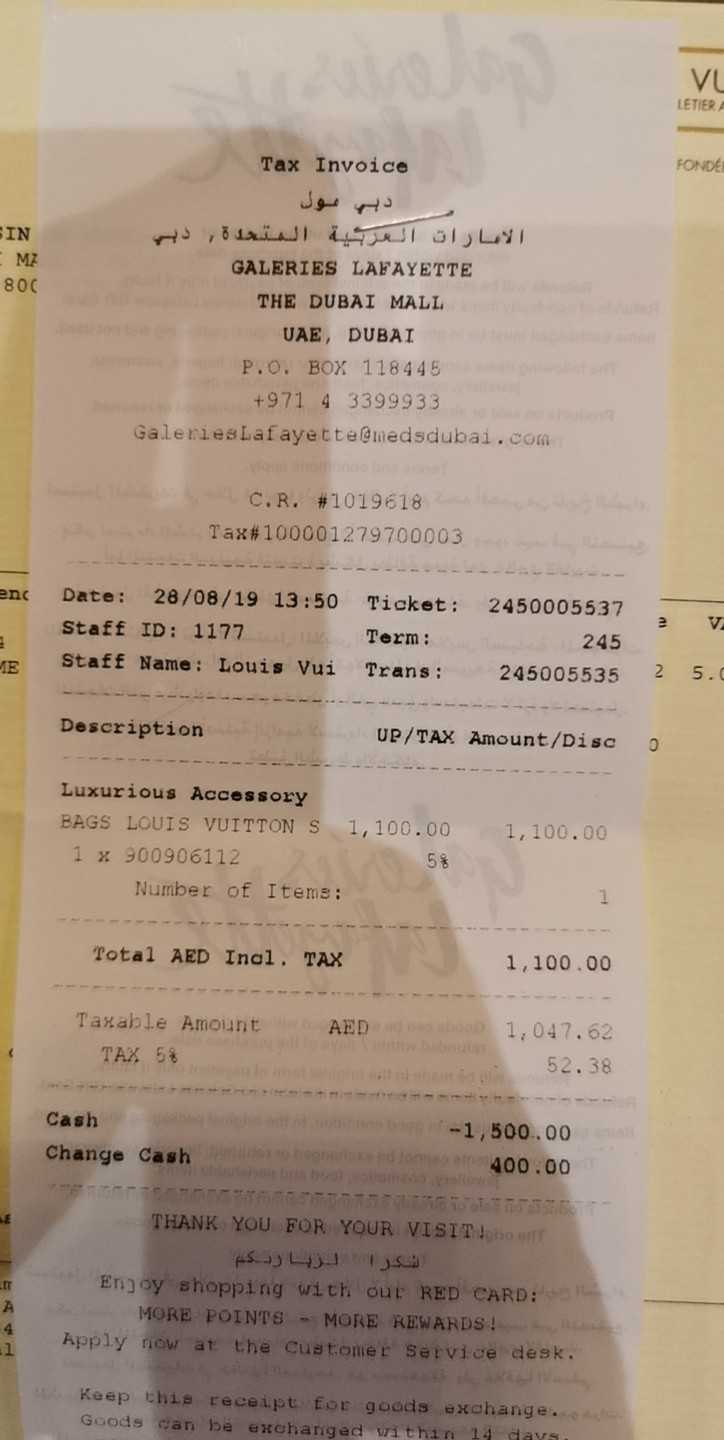 Tax Invoice
دبي مول
الامارات العربية المتحدة, دبي
GALERIES LAFAYETTE
THE DUBAI MALL
UAE, DUBAI
P.O. BOX 118445
+971 4 3399933
GaleriesLafayette@medsdubai.com
C.R. #1019618
Tax#100001279700003
Date: 28/08/19 13:50 Ticket: 2450005537
Staff ID: 1177 Term: 245
Staff Name: Louis Vui Trans: 245005535
Description UP/TAX Amount/Disc
Luxurious Accessory
BAGS LOUIS VUITTON S 1,100.00 1,100.00
1 x 900906112 5%
Number of Items: 1
Total AED Incl. TAX 1,100.00
Taxable Amount AED 1,047.62
TAX 5% 52.38
Cash -1,500.00
Change Cash 400.00
THANK YOU FOR YOUR VISIT!
شكرا لزيارتكم
Enjoy shopping with our RED CARD:
MORE POINTS - MORE REWARDS!
Apply now at the Customer Service desk.
Keep this receipt for goods exchange.
Goods can be exchanged within 14 days.